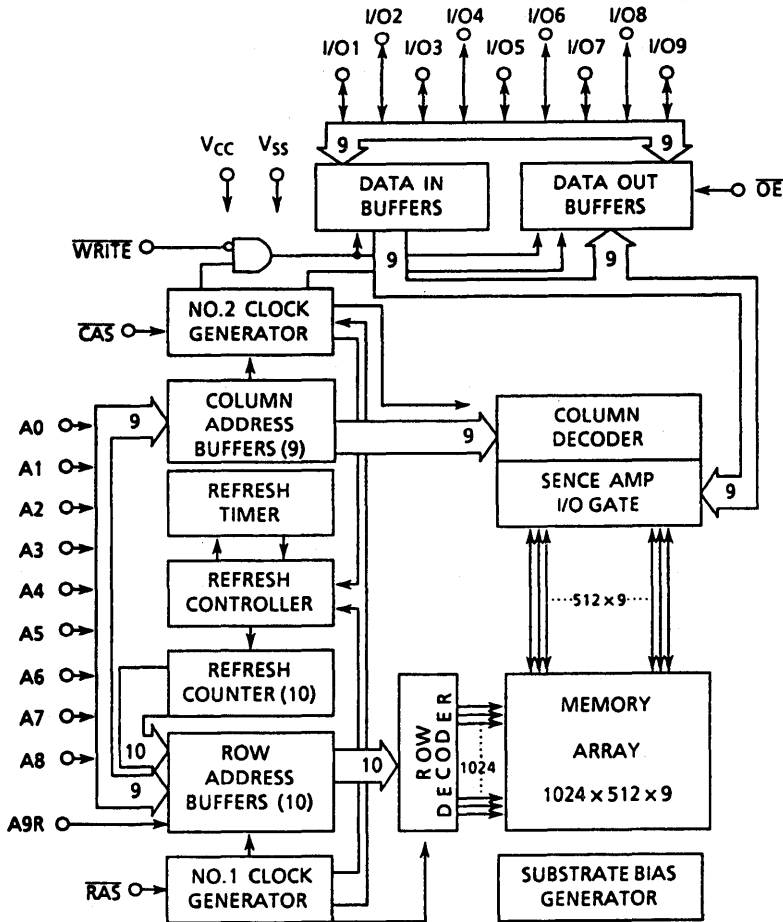 I/O2 I/O4 I/O6 I/O8
I/O1 I/O3 I/O5 I/O7 I/O9
9 9
VCC VSS
DATA IN
BUFFERS
DATA OUT
BUFFERS
OE
WRITE
9 9
NO.2 CLOCK
GENERATOR
CAS
A0
A1
A2
A3
A4
A5
A6
A7
A8
A9R
9
COLUMN
ADDRESS
BUFFERS (9)
9
COLUMN
DECODER
SENCE AMP
I/O GATE
9
REFRESH
TIMER
REFRESH
CONTROLLER
512 × 9
REFRESH
COUNTER (10)
10
9
ROW
ADDRESS
BUFFERS (10)
10
ROW
DECODER
1024
MEMORY
ARRAY
1024 × 512 × 9
RAS
NO.1 CLOCK
GENERATOR
SUBSTRATE BIAS
GENERATOR